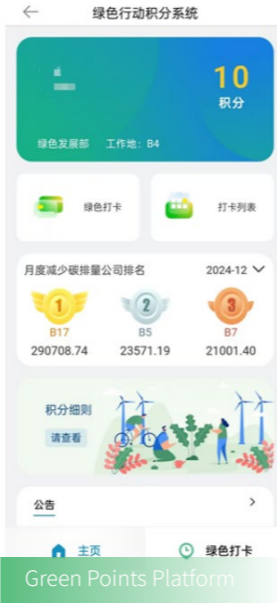 绿色行动积分系统
10
积分
绿色发展部 工作地：B4
绿色打卡
打卡列表
月度减少碳排量公司排名 2024-12
1 2 3
B17 B5 B7
290708.74 23571.19 21001.40
积分细则
请查看
公告
主页 绿色打卡
Green Points Platform